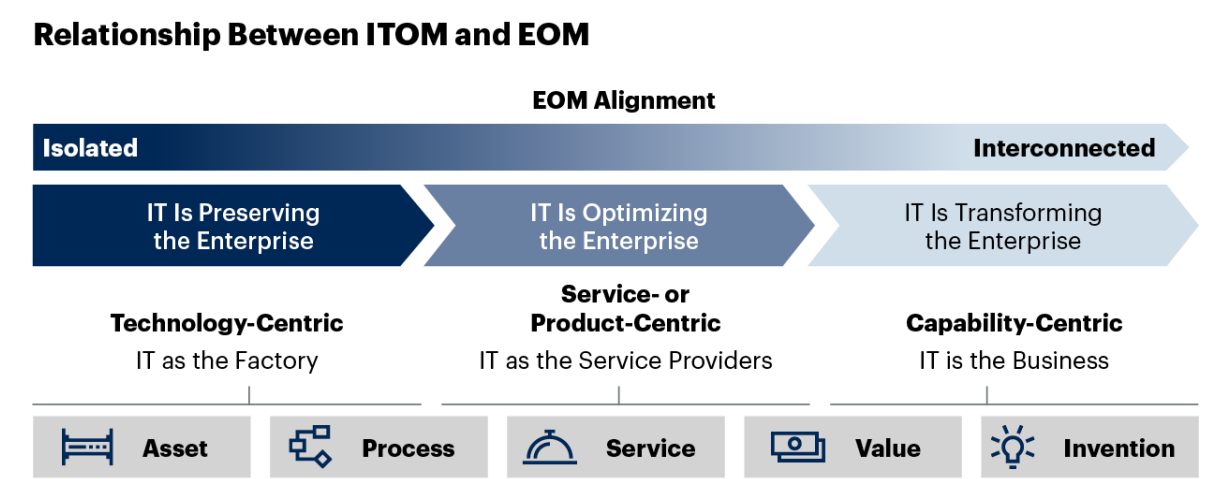 Relationship Between ITOM and EOM
EOM Alignment
Isolated
Interconnected
IT Is Preserving
the Enterprise
IT Is Optimizing
the Enterprise
IT Is Transforming
the Enterprise
Technology-Centric
IT as the Factory
Service- or
Product-Centric
IT as the Service Providers
Capability-Centric
IT is the Business
Asset
Process
Service
Value
Invention